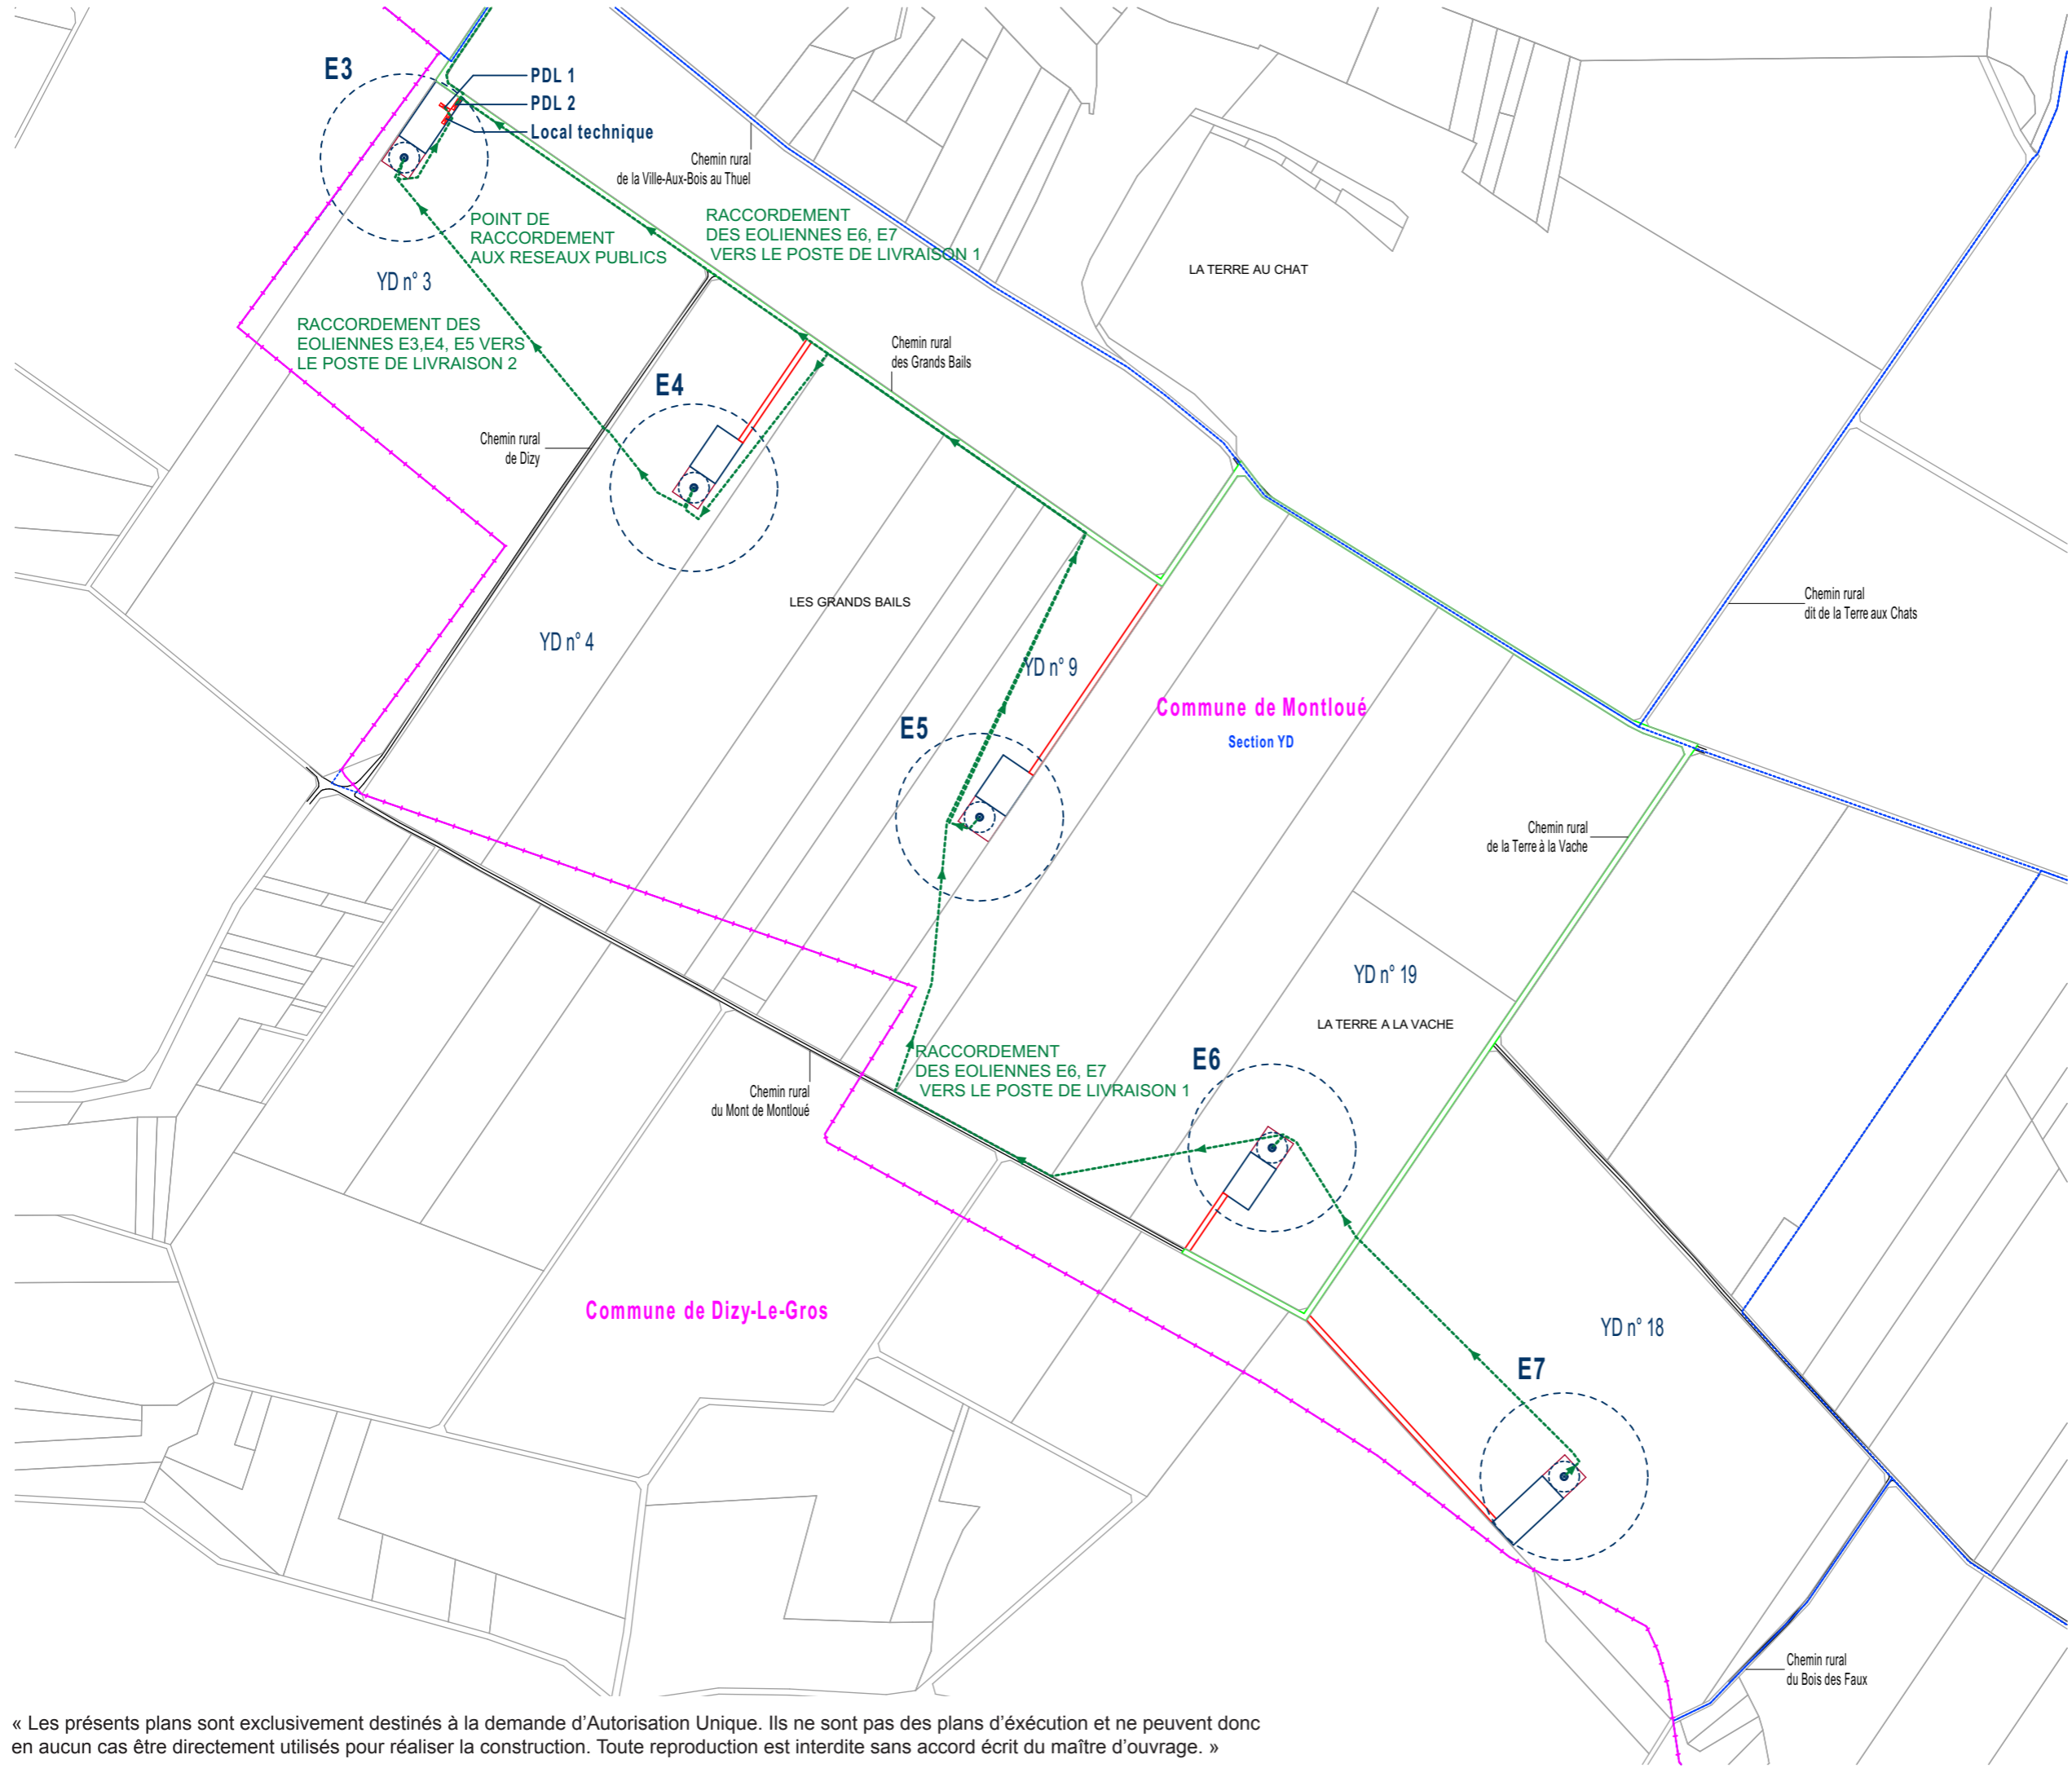 E3
PDL 1
PDL 2
Local technique
Chemin rural
de la Ville-Aux-Bois au Thuel
POINT DE
RACCORDEMENT
AUX RESEAUX PUBLICS
RACCORDEMENT
DES EOLIENNES E6, E7
VERS LE POSTE DE LIVRAISON 1
LA TERRE AU CHAT
YD n° 3
RACCORDEMENT DES
EOLIENNES E3,E4, E5 VERS
LE POSTE DE LIVRAISON 2
Chemin rural
des Grands Bails
E4
Chemin rural
de Dizy
LES GRANDS BAILS
Chemin rural
dit de la Terre aux Chats
YD n° 4
YD n° 9
Commune de Montloué
Section YD
E5
Chemin rural
de la Terre à la Vache
YD n° 19
LA TERRE A LA VACHE
RACCORDEMENT
DES EOLIENNES E6, E7
VERS LE POSTE DE LIVRAISON 1
E6
Chemin rural
du Mont de Montloué
Commune de Dizy-Le-Gros
YD n° 18
E7
Chemin rural
du Bois des Faux
« Les présents plans sont exclusivement destinés à la demande d'Autorisation Unique. Ils ne sont pas des plans d'éxécution et ne peuvent donc
en aucun cas être directement utilisés pour réaliser la construction. Toute reproduction est interdite sans accord écrit du maître d'ouvrage. »